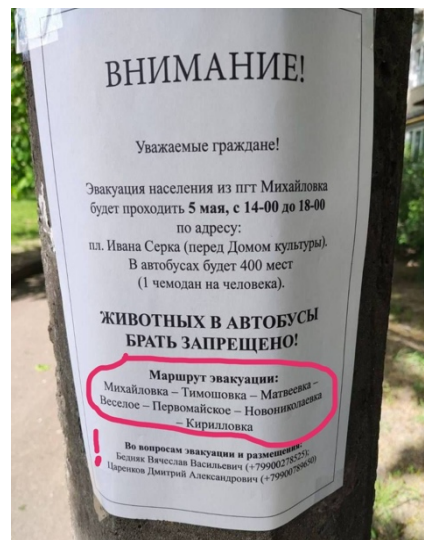 ВНИМАНИЕ!
Уважаемые граждане!
Эвакуация населения из пгт Михайловка
будет проходить 5 мая, с 14-00 до 18-00
по адресу:
пл. Ивана Серка (перед Домом культуры).
В автобусах будет 400 мест
(1 чемодан на человека).
ЖИВОТНЫХ В АВТОБУСЫ
БРАТЬ ЗАПРЕЩЕНО!
Маршрут эвакуации:
Михайловка – Тимошовка – Матвеевка –
Веселое – Первомайское – Новониколаевка
– Кирилловка
Во вопросам эвакуации и размещения:
Бедняк Вячеслав Васильевич (+79900278525);
Царенков Дмитрий Александрович (+79900789650)